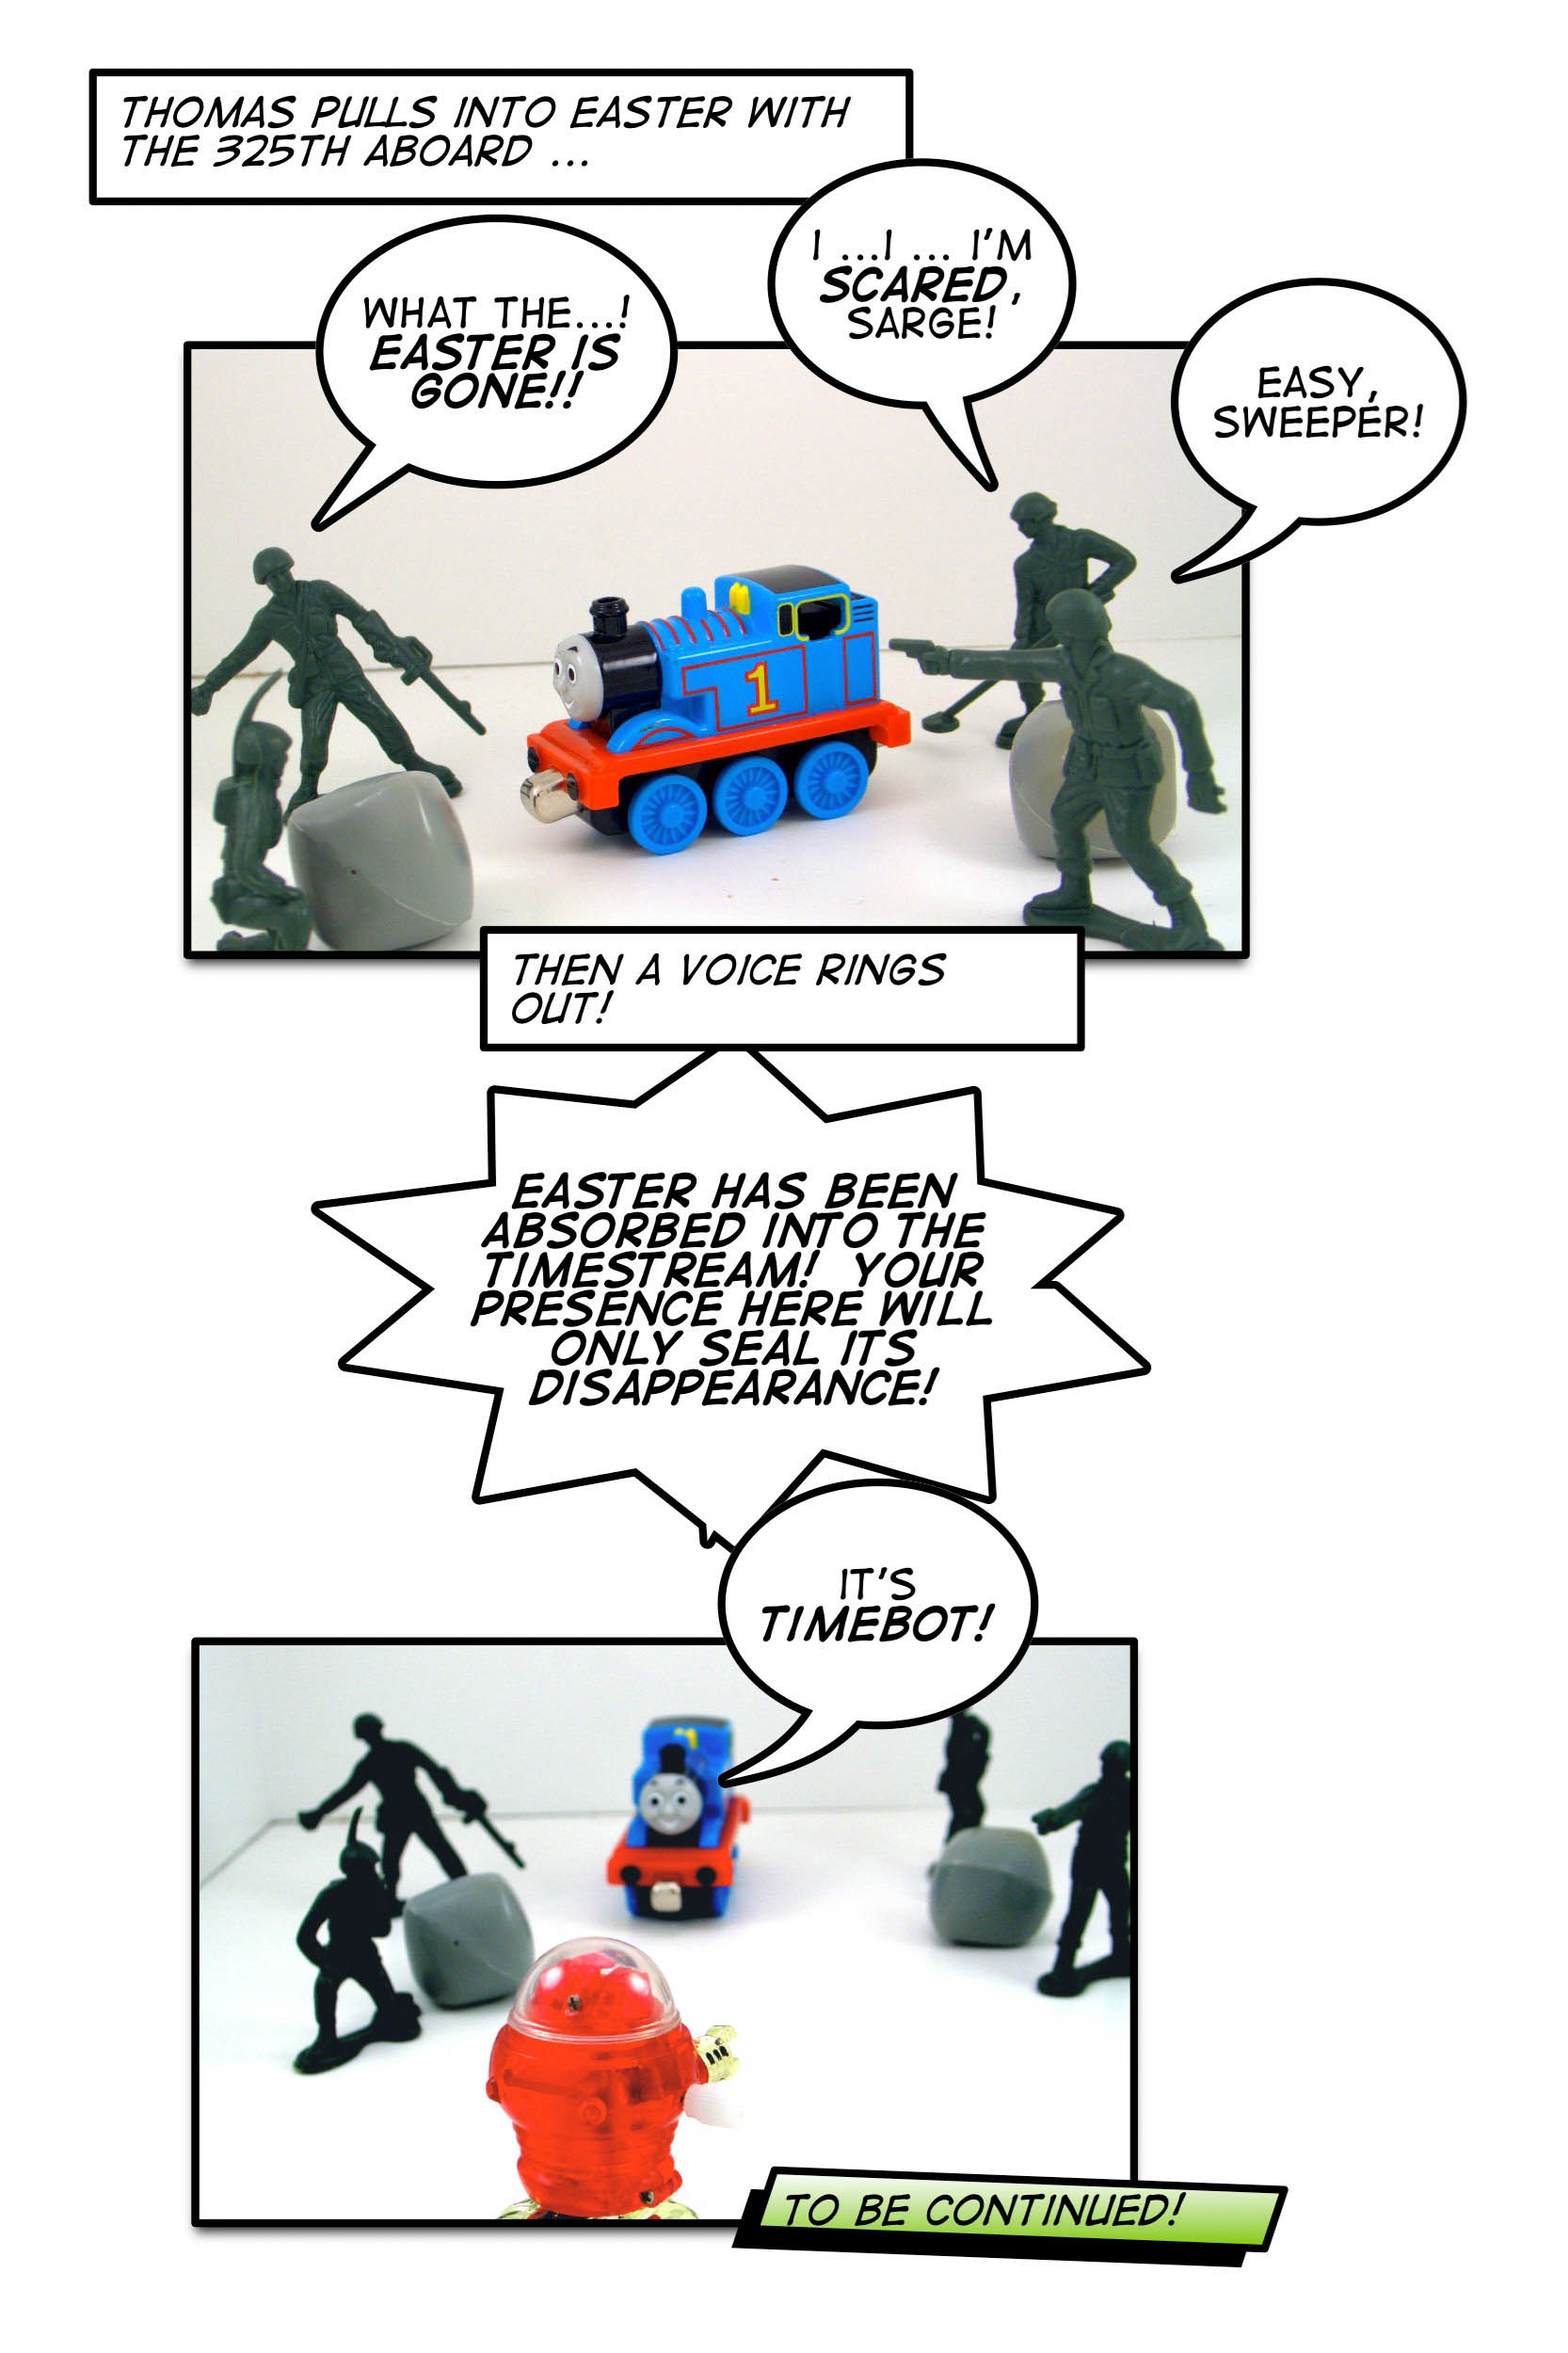 THOMAS PULLS INTO EASTER WITH
THE 325TH ABOARD ...
WHAT THE...!
EASTER IS
GONE!!
I ...I ... I'M
SCARED,
SARGE!
EASY,
SWEEPER!
1
THEN A VOICE RINGS
OUT!
EASTER HAS BEEN
ABSORBED INTO THE
TIMESTREAM! YOUR
PRESENCE HERE WILL
ONLY SEAL ITS
DISAPPEARANCE!
IT'S
TIMEBOT!
1
TO BE CONTINUED!